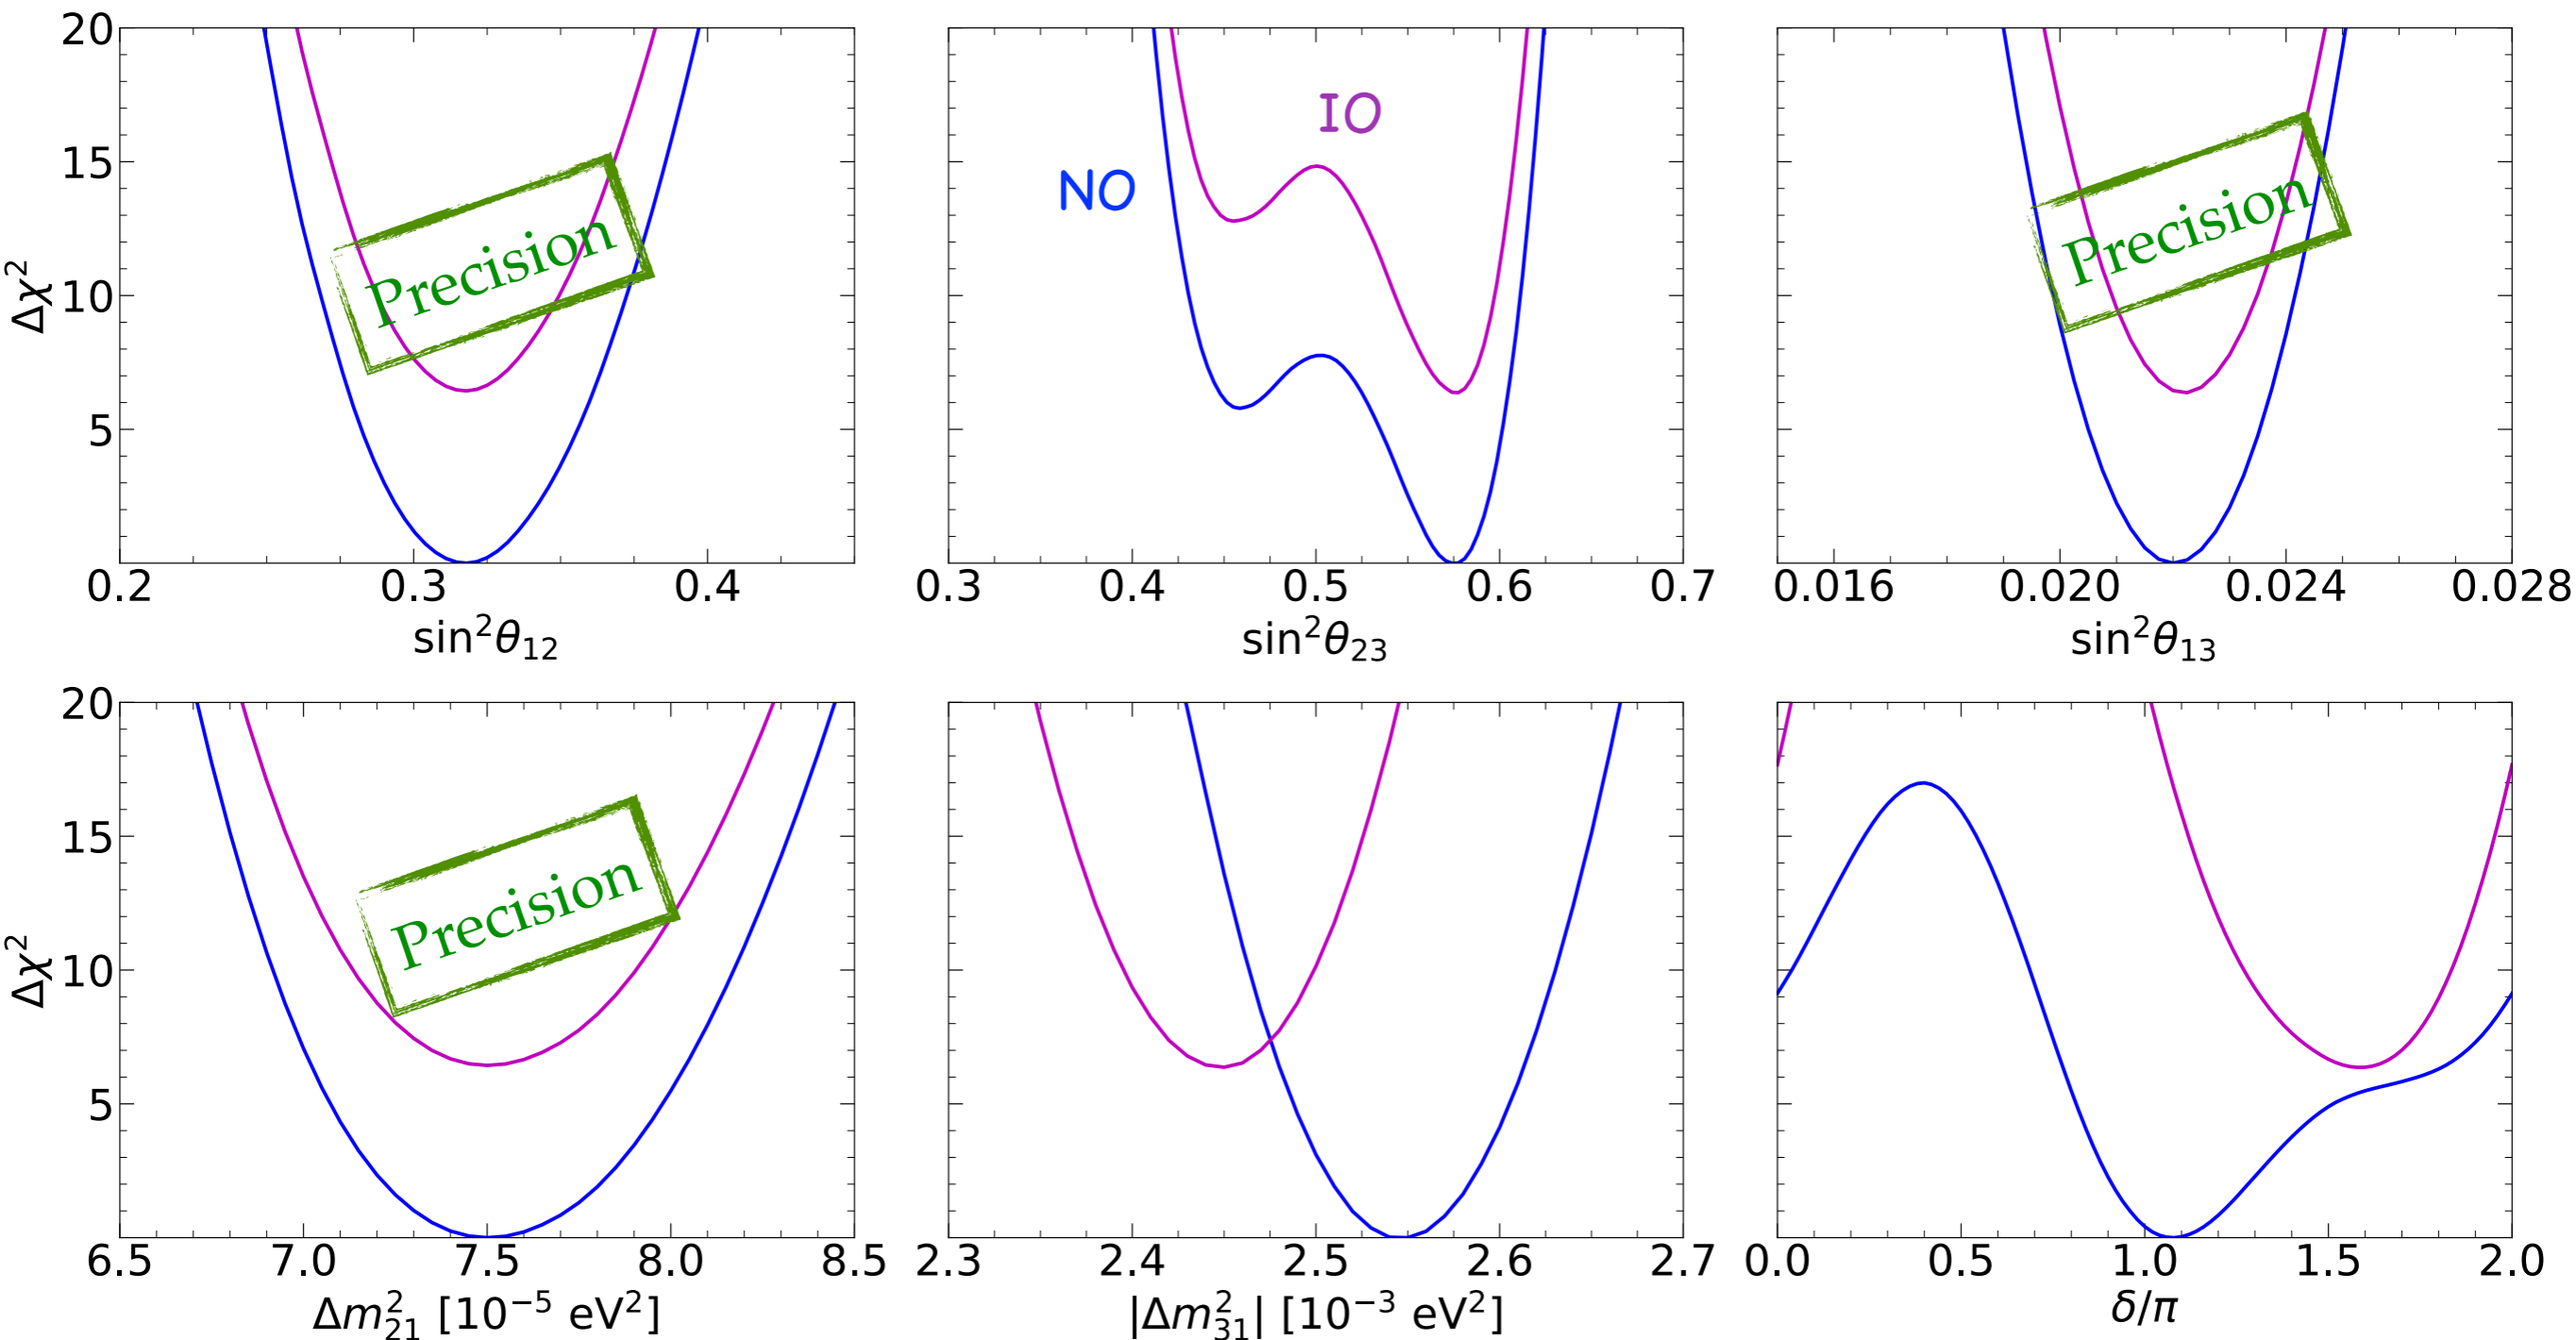 20
15
10
5
Δχ²
Precision
0.2 0.3 0.4
sin²θ₁₂
NO
IO
0.3 0.4 0.5 0.6 0.7
sin²θ₂₃
Precision
0.016 0.020 0.024 0.028
sin²θ₁₃
20
15
10
5
Δχ²
Precision
6.5 7.0 7.5 8.0 8.5
Δm²₂₁ [10⁻⁵ eV²]
2.3 2.4 2.5 2.6 2.7
|Δm²₃₁| [10⁻³ eV²]
0.0 0.5 1.0 1.5 2.0
δ/π